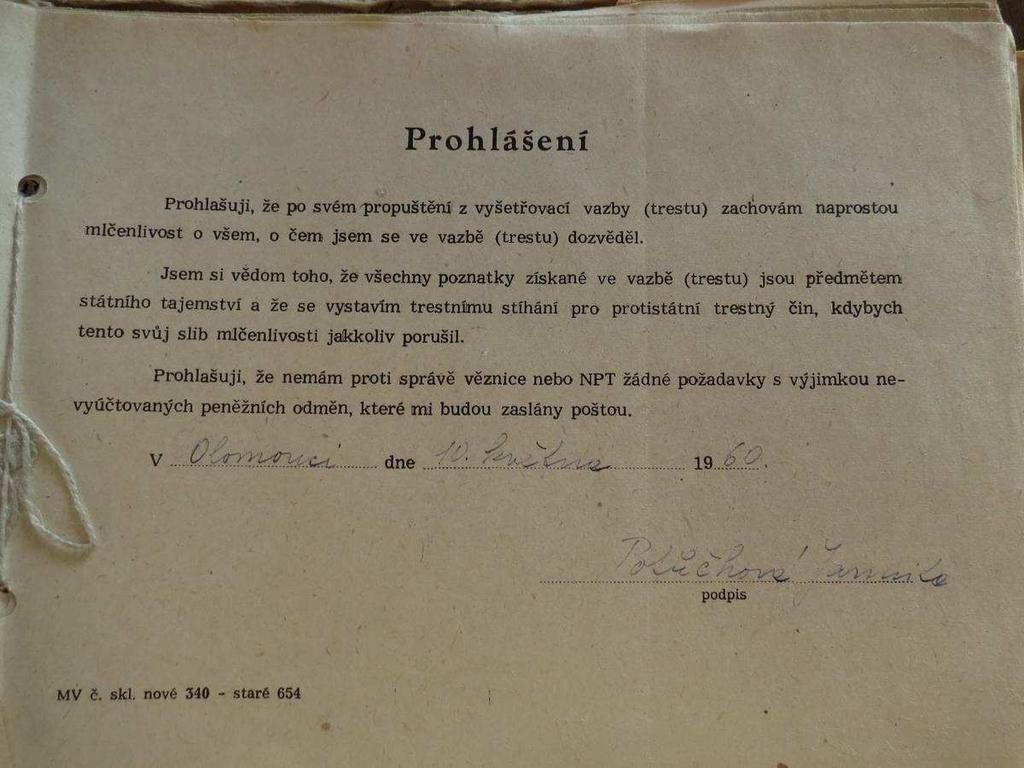 Prohlášení
Prohlašuji, že po svém propuštění z vyšetřovací vazby (trestu) zachovám naprostou
mlčenlivost o všem, o čem jsem se ve vazbě (trestu) dozvěděl.
Jsem si vědom toho, že všechny poznatky získané ve vazbě (trestu) jsou předmětem
státního tajemství a že se vystavím trestnímu stíhání pro protistátní trestný čin, kdybych
tento svůj slib mlčenlivosti jakkoliv porušil.
Prohlašuji, že nemám proti správě věznice nebo NPT žádné požadavky s výjimkou ne-
vyúčtovaných peněžních odměn, které mi budou zaslány poštou.
V Olomouci dne 10. května 1960.
Potůčková Jarmila
podpis
MV č. skl. nové 340 - staré 654